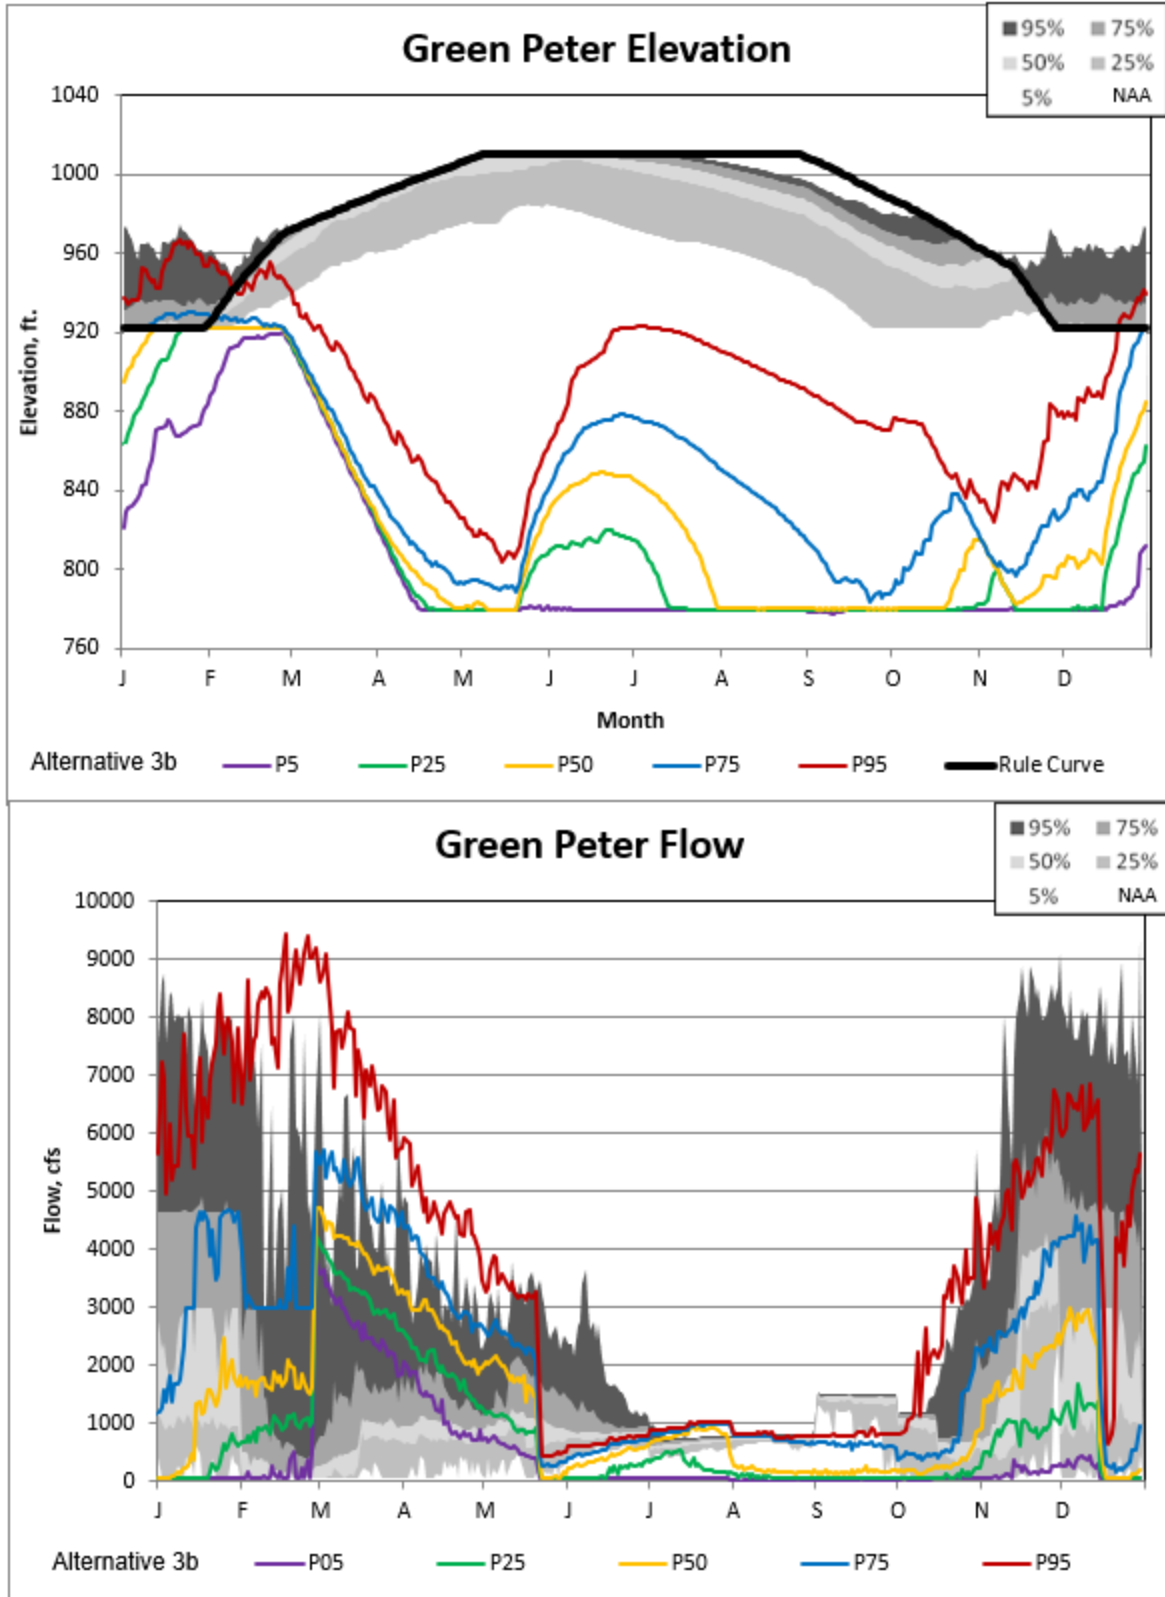 Green Peter Elevation
95% 75%
50% 25%
5% NAA
1040
1000
960
920
880
840
800
760
Elevation, ft.
J F M A M J J A S O N D
Month
Alternative 3b P5 P25 P50 P75 P95 Rule Curve
Green Peter Flow
95% 75%
50% 25%
5% NAA
10000
9000
8000
7000
6000
5000
4000
3000
2000
1000
0
Flow, cfs
J F M A M J J A S O N D
Alternative 3b P05 P25 P50 P75 P95